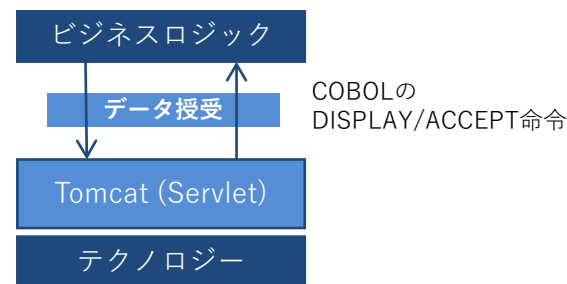 ビジネスロジック
データ授受
COBOLの
DISPLAY/ACCEPT命令
Tomcat (Servlet)
テクノロジー